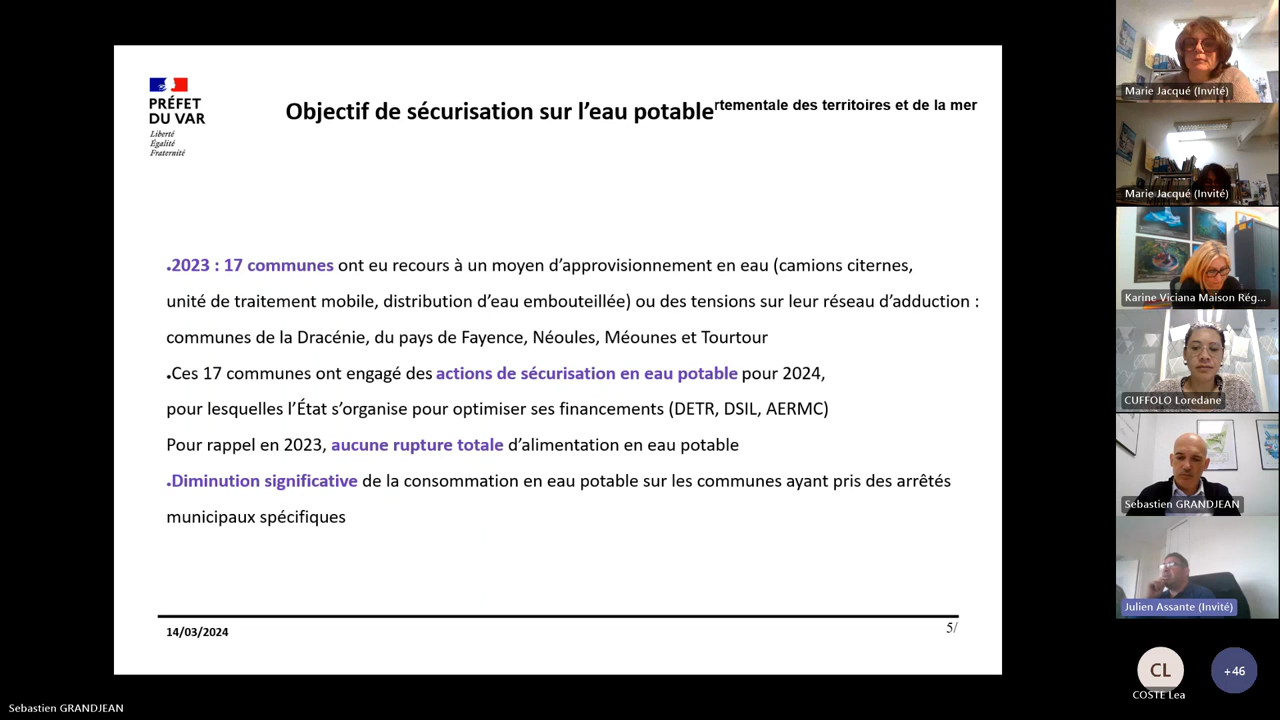 PRÉFET
DU VAR
Liberté
Égalité
Fraternité
Objectif de sécurisation sur l’eau potable
rtementale des territoires et de la mer
.2023 : 17 communes ont eu recours à un moyen d’approvisionnement en eau (camions citernes,
unité de traitement mobile, distribution d’eau embouteillée) ou des tensions sur leur réseau d’adduction :
communes de la Dracénie, du pays de Fayence, Néoules, Méounes et Tourtour
.Ces 17 communes ont engagé des actions de sécurisation en eau potable pour 2024,
pour lesquelles l’État s’organise pour optimiser ses financements (DETR, DSIL, AERMC)
Pour rappel en 2023, aucune rupture totale d’alimentation en eau potable
.Diminution significative de la consommation en eau potable sur les communes ayant pris des arrêtés
municipaux spécifiques
14/03/2024
5/
Marie Jacqué (Invité)
Marie Jacqué (Invité)
Karine Viciana Maison Rég...
CUFFOLO Loredane
Sebastien GRANDJEAN
Julien Assante (Invité)
CL
+46
COSTE Lea
Sebastien GRANDJEAN